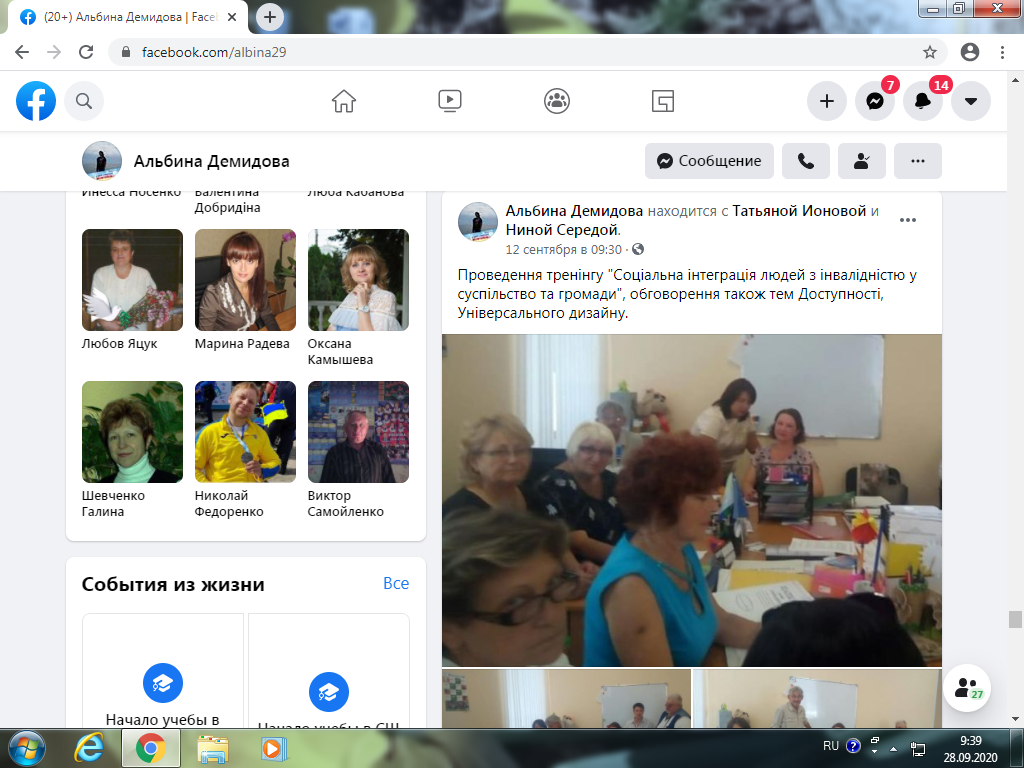 (20+) Альбина Демидова | Face
facebook.com/albina29
7
14
Альбина Демидова
Сообщение
Инесса Носенко
Валентина Добридіна
Люба Кабанова
Любов Яцук
Марина Радева
Оксана Камышева
Шевченко Галина
Николай Федоренко
Виктор Самойленко
События из жизни
Все
Начало учебы в
Начало учебы в СШ
Альбина Демидова находится с Татьяной Ионовой и
Ниной Середой.
12 сентября в 09:30 ·
Проведення тренінгу "Соціальна інтеграція людей з інвалідністю у
суспільство та громади", обговорення також тем Доступності,
Універсального дизайну.
27
RU
9:39
28.09.2020